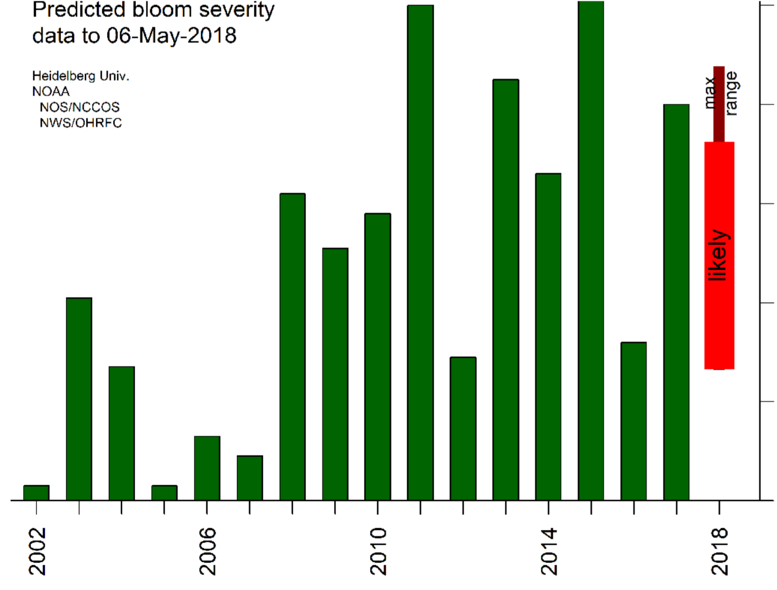 Predicted bloom severity
data to 06-May-2018
Heidelberg Univ.
NOAA
NOS/NCCOS
NWS/OHRFC
max
range
likely
2002
2006
2010
2014
2018